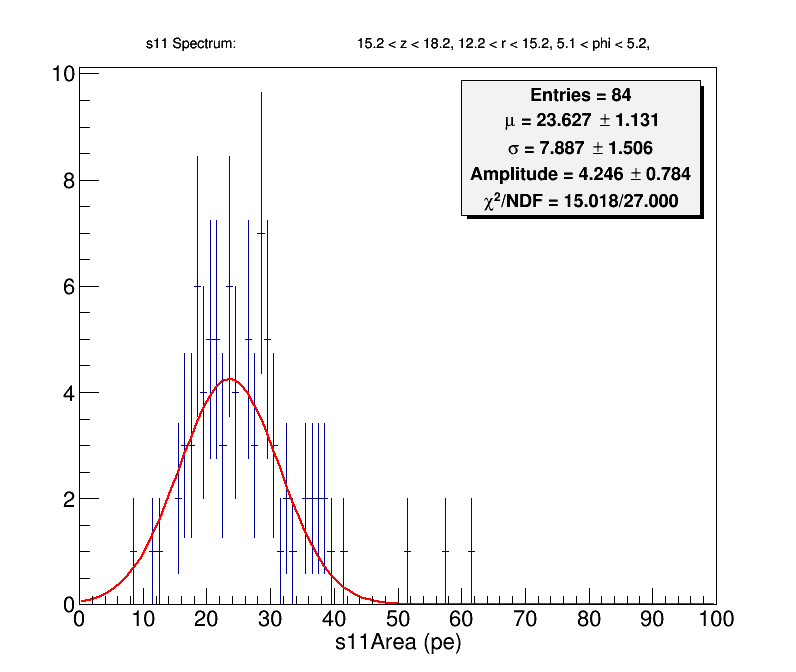 s11 Spectrum: 15.2 < z < 18.2, 12.2 < r < 15.2, 5.1 < phi < 5.2,
Entries = 84
μ = 23.627 ± 1.131
σ = 7.887 ± 1.506
Amplitude = 4.246 ± 0.784
χ²/NDF = 15.018/27.000
10
8
6
4
2
0
0 10 20 30 40 50 60 70 80 90 100
s11Area (pe)